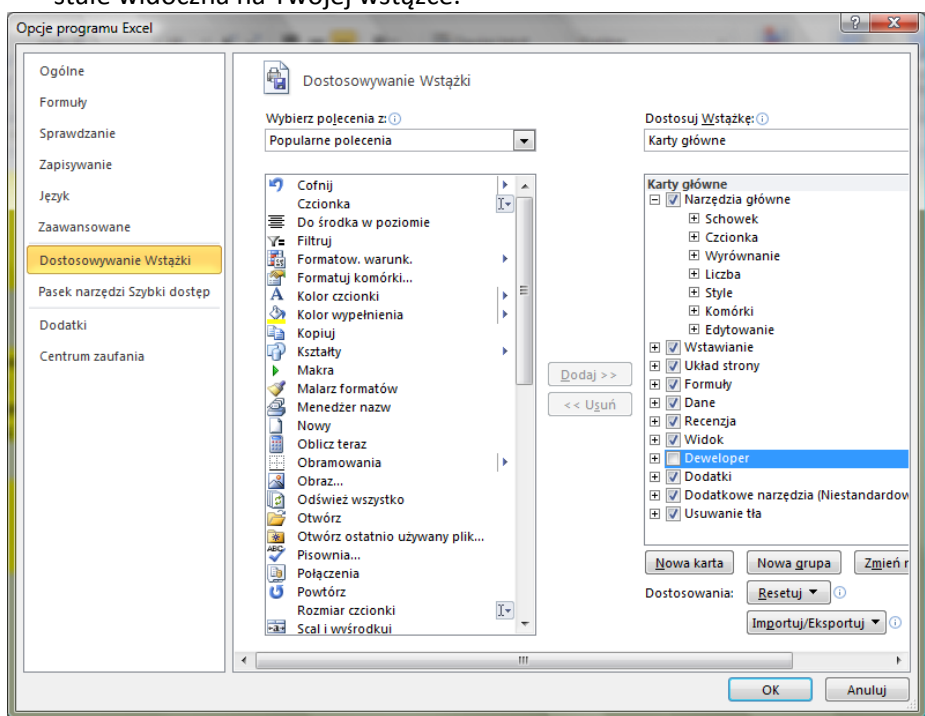 stale widoczna na Twojej wstążce.
Opcje programu Excel
Ogólne
Formuły
Sprawdzanie
Zapisywanie
Język
Zaawansowane
Dostosowywanie Wstążki
Pasek narzędzi Szybki dostęp
Dodatki
Centrum zaufania
Dostosowywanie Wstążki
Wybierz polecenia z:
Popularne polecenia
Cofnij
Czcionka
Do środka w poziomie
Filtruj
Formatow. warunk.
Formatuj komórki...
Kolor czcionki
Kolor wypełnienia
Kopiuj
Kształty
Makra
Malarz formatów
Menedżer nazw
Nowy
Oblicz teraz
Obramowania
Obraz...
Odśwież wszystko
Otwórz
Otwórz ostatnio używany plik...
Pisownia...
Połączenia
Powtórz
Rozmiar czcionki
Scal i wyśrodkuj
Dodaj >>
<< Usuń
Dostosuj Wstążkę:
Karty główne
Karty główne
Narzędzia główne
Schowek
Czcionka
Wyrównanie
Liczba
Style
Komórki
Edytowanie
Wstawianie
Układ strony
Formuły
Dane
Recenzja
Widok
Deweloper
Dodatki
Dodatkowe narzędzia (Niestandardow
Usuwanie tła
Nowa karta
Nowa grupa
Zmień r
Dostosowania:
Resetuj
Importuj/Eksportuj
OK
Anuluj